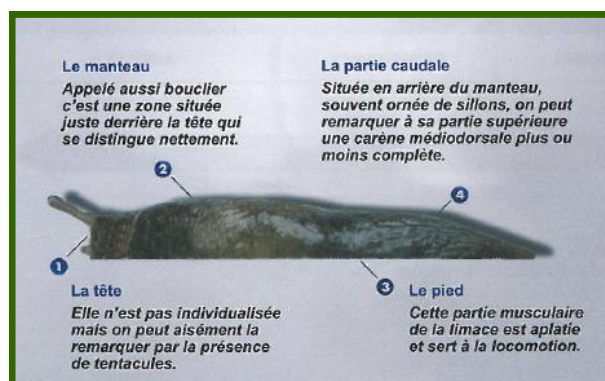 Le manteau
Appelé aussi bouclier
c'est une zone située
juste derrière la tête qui
se distingue nettement.
La partie caudale
Située en arrière du manteau,
souvent ornée de sillons, on peut
remarquer à sa partie supérieure
une carène médiodorsale plus ou
moins complète.
2
4
1
3
La tête
Elle n'est pas individualisée
mais on peut aisément la
remarquer par la présence
de tentacules.
Le pied
Cette partie musculaire
de la limace est aplatie
et sert à la locomotion.